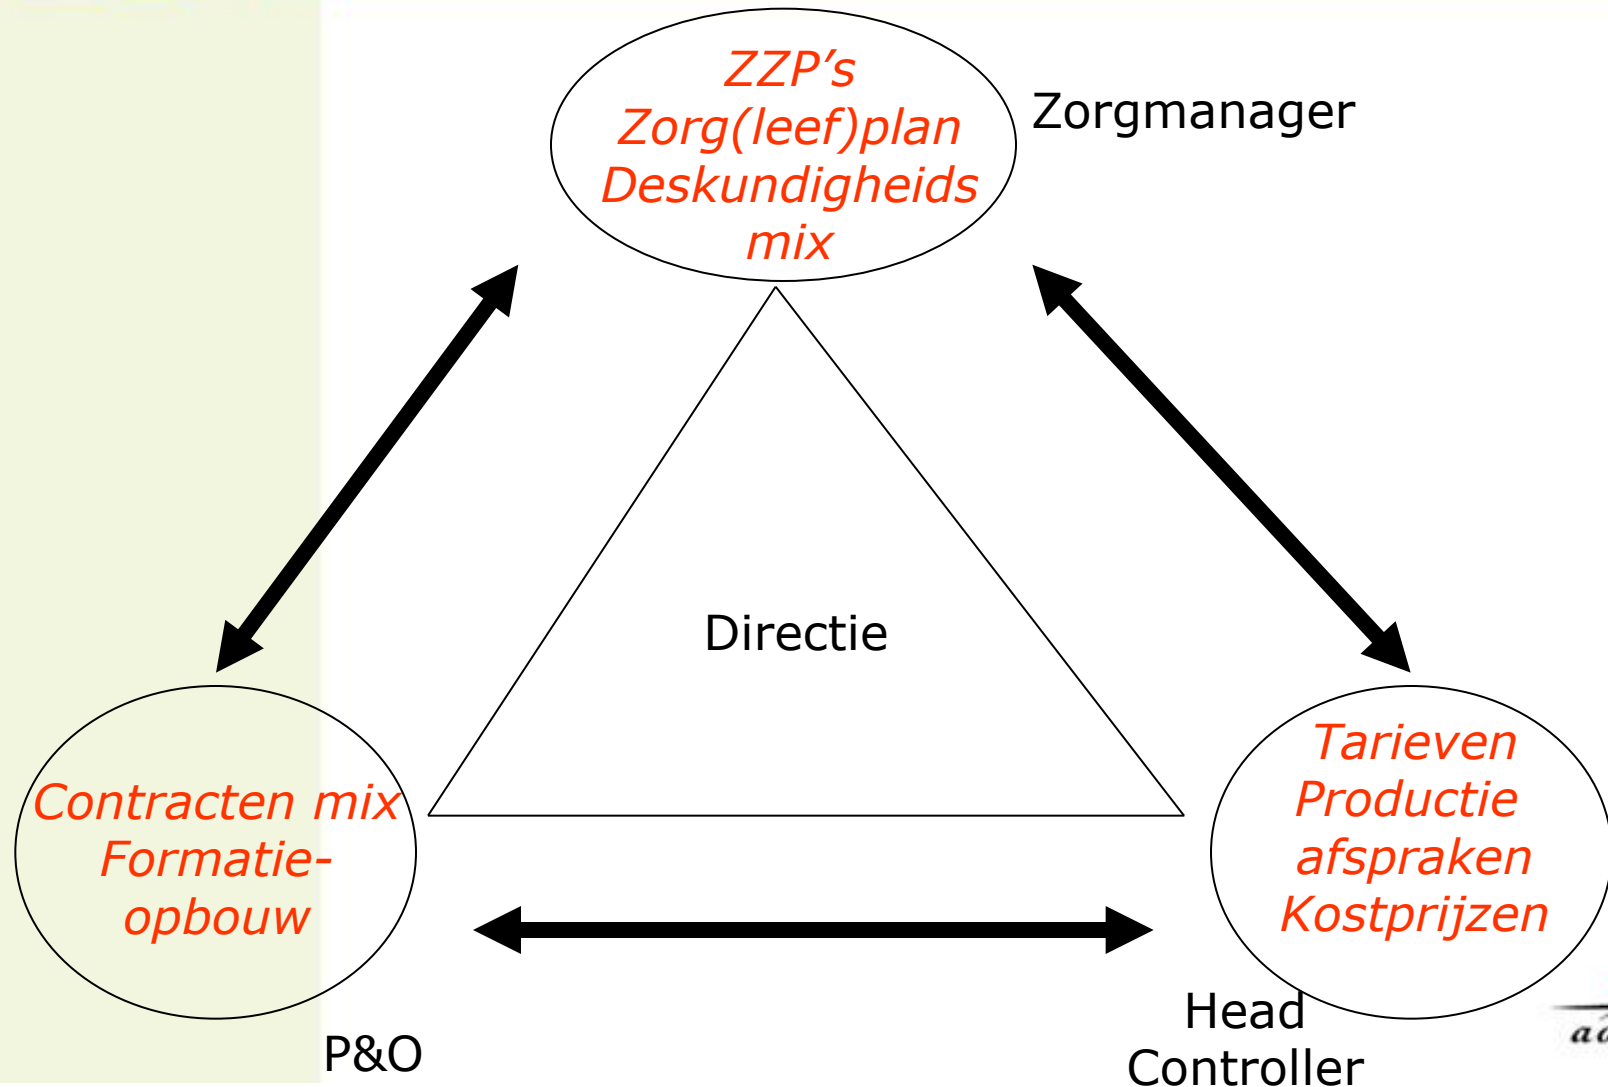 ZZP's
Zorg(leef)plan
Deskundigheids
mix
Zorgmanager
Directie
Contracten mix
Formatie-
opbouw
P&O
Tarieven
Productie
afspraken
Kostprijzen
Head
Controller